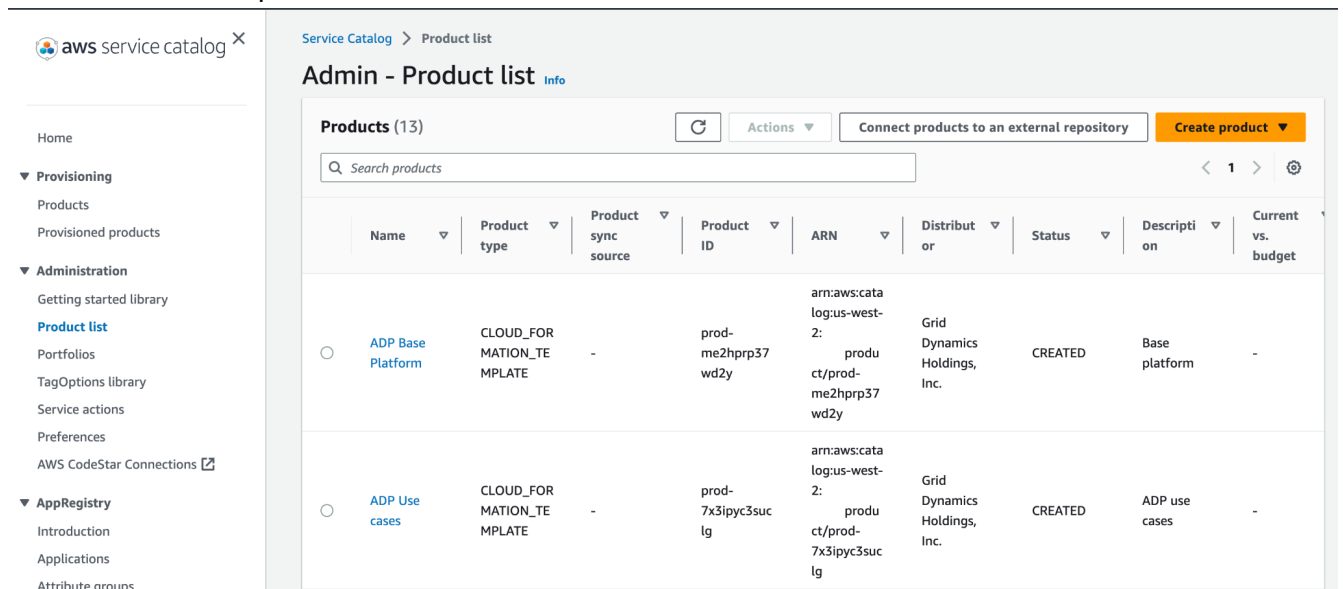 aws service catalog
Home
Provisioning
Products
Provisioned products
Administration
Getting started library
Product list
Portfolios
TagOptions library
Service actions
Preferences
AWS CodeStar Connections
AppRegistry
Introduction
Applications
Attribute groups
Service Catalog > Product list
Admin - Product list Info
Products (13)
Actions
Connect products to an external repository
Create product
Search products
1
Name
Product
type
Product
sync
source
Product
ID
ARN
Distribut
or
Status
Descripti
on
Current
vs.
budget
ADP Base
Platform
CLOUD_FOR
MATION_TE
MPLATE
-
prod-
me2hprp37
wd2y
arn:aws:cata
log:us-west-
2:
produ
ct/prod-
me2hprp37
wd2y
Grid
Dynamics
Holdings,
Inc.
CREATED
Base
platform
-
ADP Use
cases
CLOUD_FOR
MATION_TE
MPLATE
-
prod-
7x3ipyc3suc
lg
arn:aws:cata
log:us-west-
2:
produ
ct/prod-
7x3ipyc3suc
lg
Grid
Dynamics
Holdings,
Inc.
CREATED
ADP use
cases
-